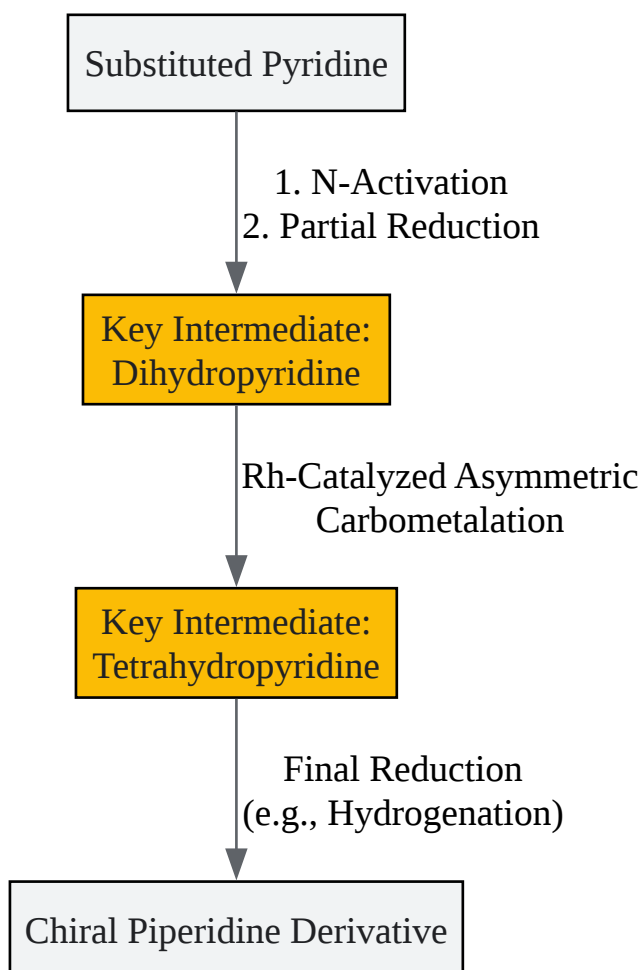 Substituted Pyridine
1. N-Activation
2. Partial Reduction
Key Intermediate:
Dihydropyridine
Rh-Catalyzed Asymmetric
Carbometalation
Key Intermediate:
Tetrahydropyridine
Final Reduction
(e.g., Hydrogenation)
Chiral Piperidine Derivative